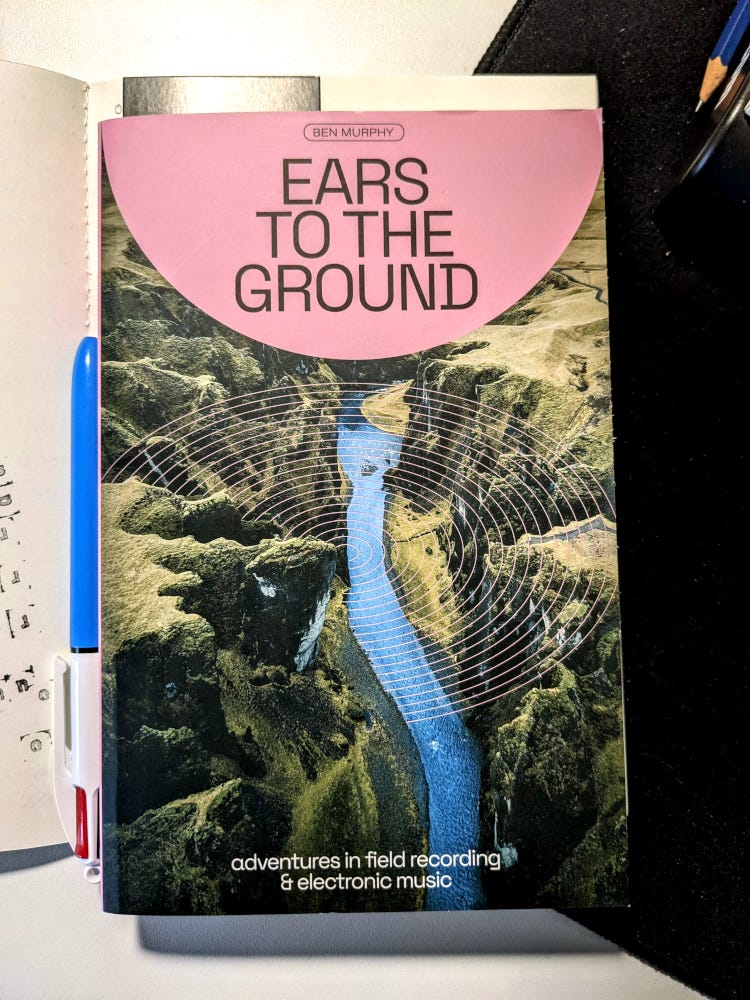 BEN MURPHY
EARS
TO THE
GROUND
adventures in field recording
& electronic music